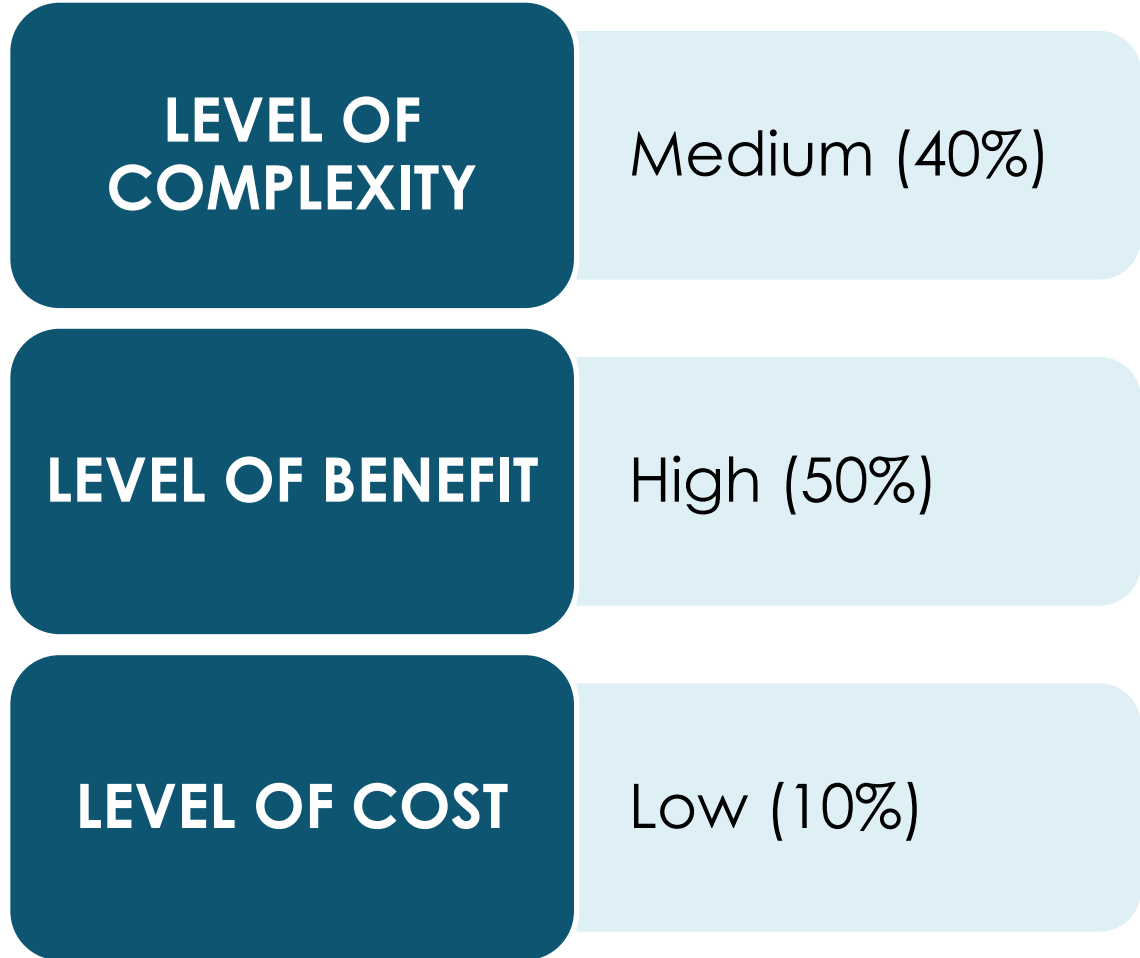 LEVEL OF
COMPLEXITY
Medium (40%)
LEVEL OF BENEFIT
High (50%)
LEVEL OF COST
Low (10%)